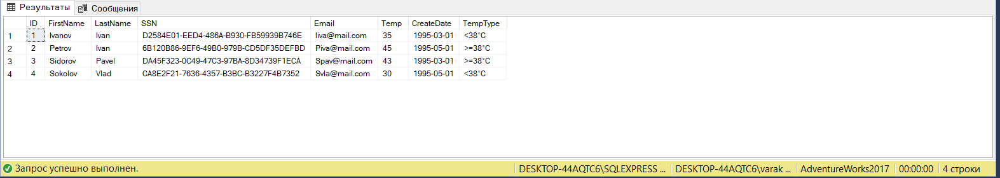 Результаты Сообщения
ID FirstName LastName SSN Email Temp CreateDate TempType
1 1 Ivanov Ivan D2584E01-EED4-486A-B930-FB59939B746E Iiva@mail.com 35 1995-03-01 <38°C
2 2 Petrov Ivan 6B120B86-9EF6-49B0-979B-CD5DF35DEFBD Piva@mail.com 45 1995-05-01 >=38°C
3 3 Sidorov Pavel DA45F323-0C49-47C3-97BA-8D34739F1ECA Spav@mail.com 43 1995-03-01 >=38°C
4 4 Sokolov Vlad CA8E2F21-7636-4357-B3BC-B3227F4B7352 Svla@mail.com 30 1995-05-01 <38°C
Запрос успешно выполнен. DESKTOP-44AQTC6\SQLEXPRESS ... DESKTOP-44AQTC6\varak ... AdventureWorks2017 00:00:00 4 строки